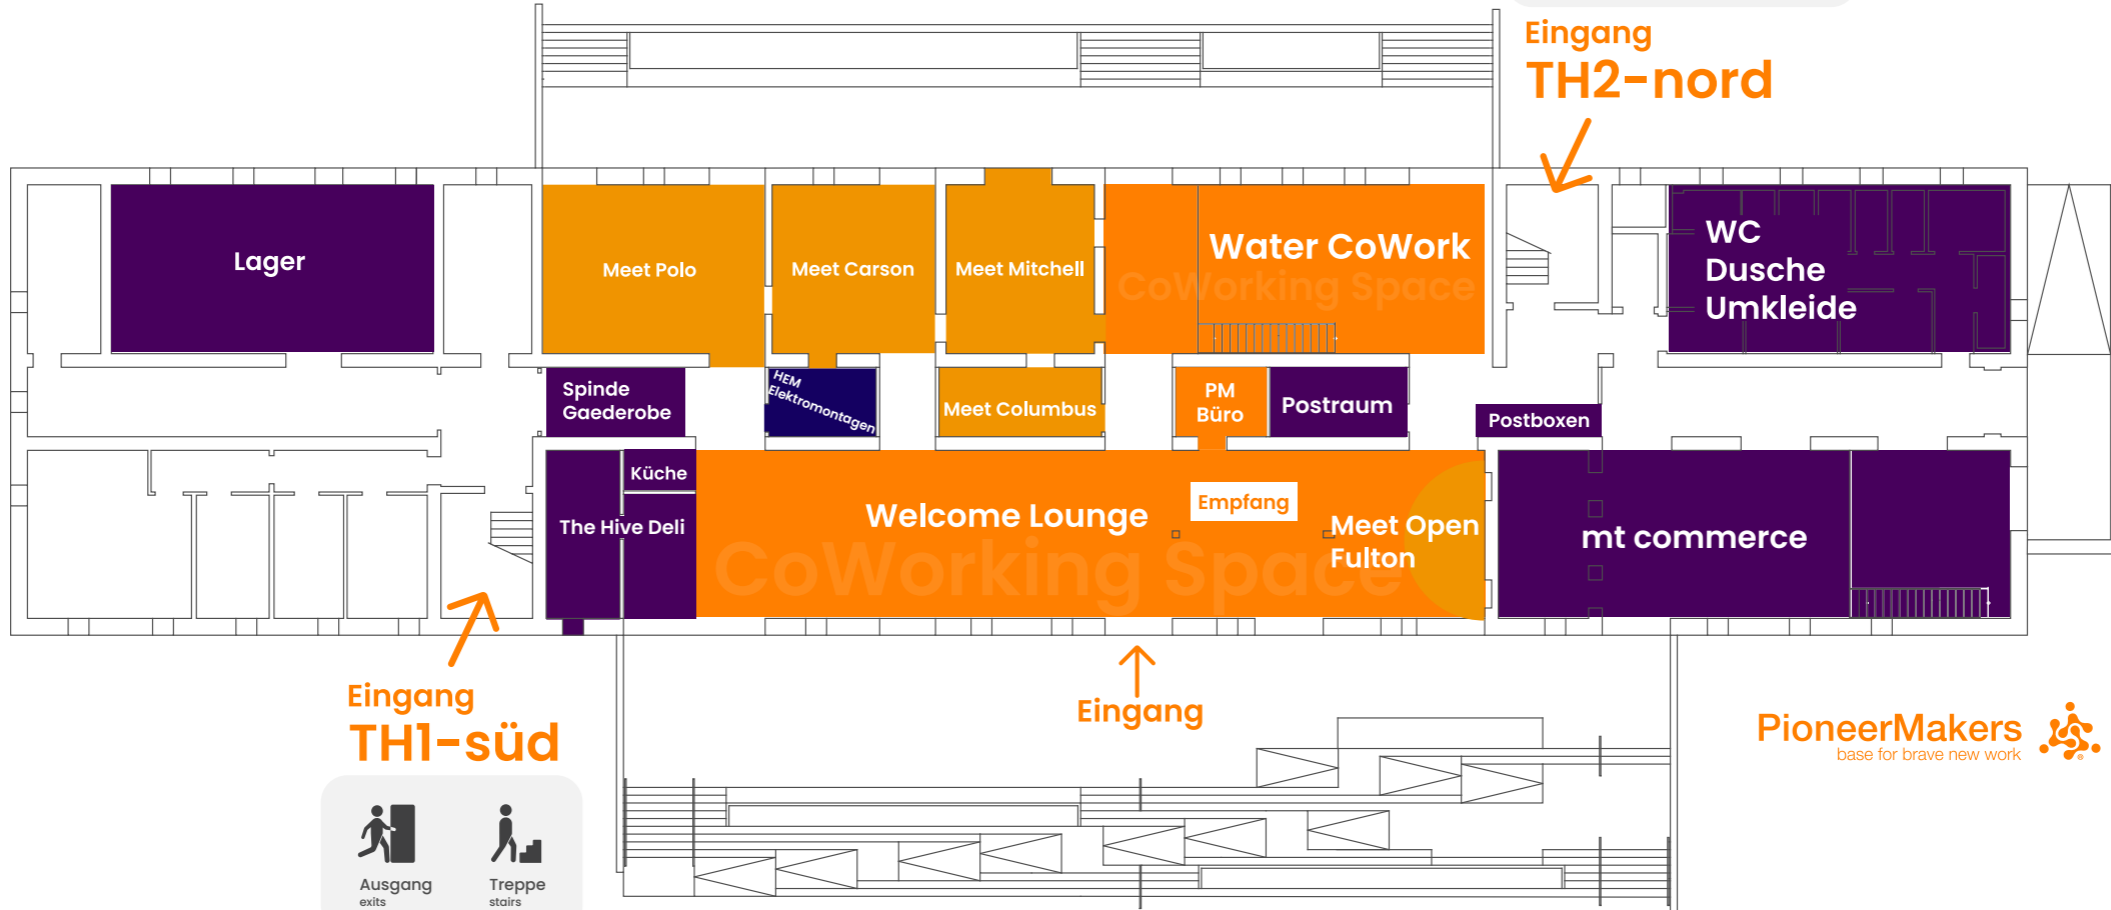 Eingang
TH2-nord
Lager
Meet Polo
Meet Carson
Meet Mitchell
Water CoWork
CoWorking Space
WC
Dusche
Umkleide
Spinde
Gaederobe
HEM
Elektromontagen
Meet Columbus
PM
Büro
Postraum
Postboxen
Küche
The Hive Deli
Welcome Lounge
CoWorking Space
Empfang
Meet Open
Fulton
mt commerce
Eingang
TH1-süd
Eingang
PioneerMakers
base for brave new work
®
Ausgang
exits
Treppe
stairs